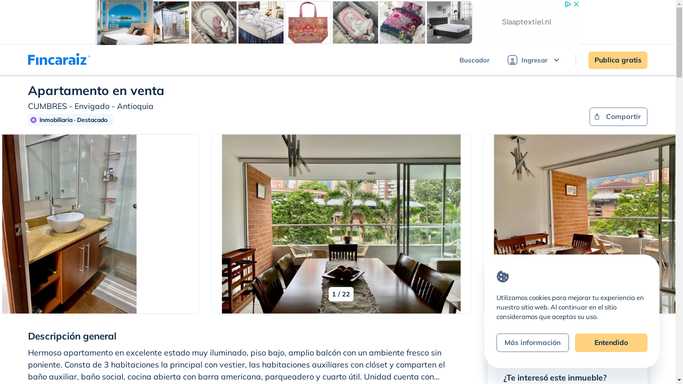 Slaaptextiel.nl
Fincaraiz
Buscador
Ingresar
Publica gratis
Apartamento en venta
CUMBRES - Envigado - Antioquia
Inmobiliaria · Destacado
Compartir
1 / 22
Utilizamos cookies para mejorar tu experiencia en
nuestro sitio web. Al continuar en el sitio
consideramos que aceptas su uso.
Más información
Entendido
Descripción general
Hermoso apartamento en excelente estado muy iluminado, piso bajo, amplio balcón con un ambiente fresco sin
poniente. Consta de 3 habitaciones la principal con vestier, las habitaciones auxiliares con clóset y comparten el
baño auxiliar, baño social, cocina abierta con barra americana, parqueadero y cuarto útil. Unidad cuenta con...
¿Te interesó este inmueble?